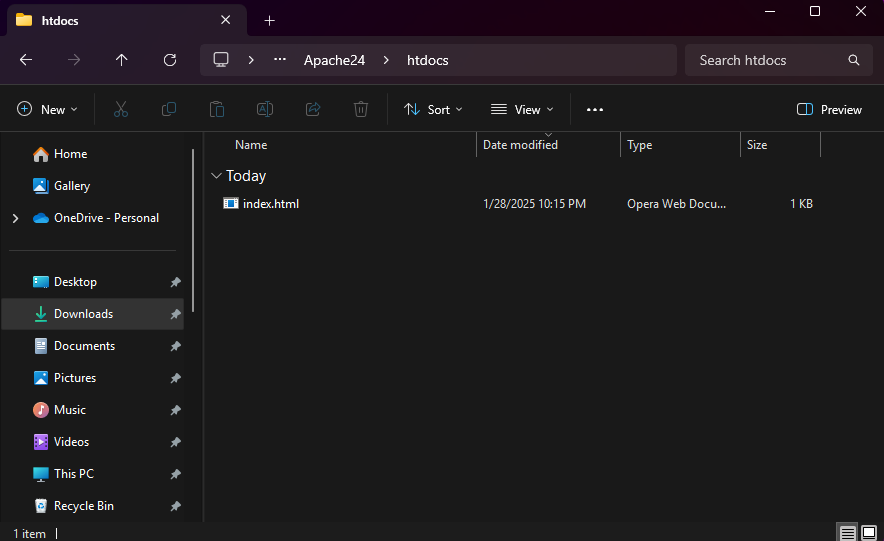 htdocs
Apache24 htdocs
Search htdocs
New
Sort
View
Preview
Home
Gallery
OneDrive - Personal
Desktop
Downloads
Documents
Pictures
Music
Videos
This PC
Recycle Bin
Name Date modified Type Size
Today
index.html 1/28/2025 10:15 PM Opera Web Docu... 1 KB
1 item